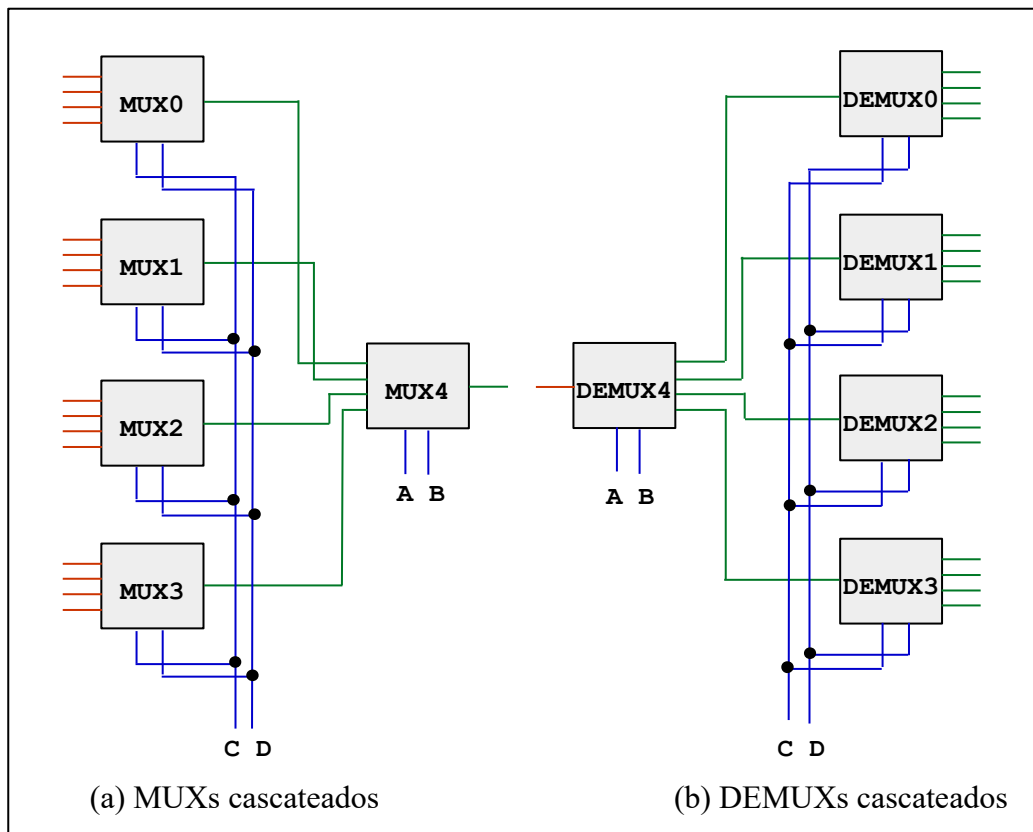 MUX0
MUX1
MUX2
MUX3
MUX4
A B
C D
(a) MUXs cascateados
DEMUX0
DEMUX1
DEMUX4
DEMUX2
DEMUX3
A B
C D
(b) DEMUXs cascateados